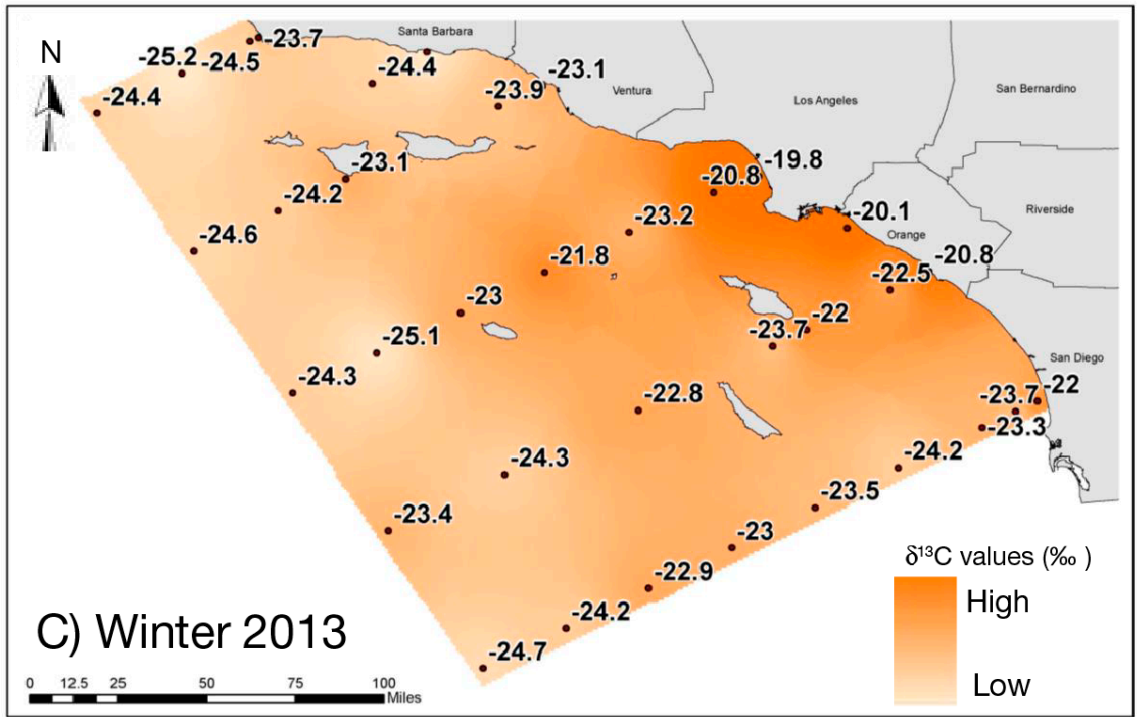 Santa Barbara
N
-23.7
-25.2
-24.5
-24.4
-23.1
-24.4
-23.9
Ventura
San Bernardino
Los Angeles
-19.8
-23.1
-20.8
-24.2
-23.2
-20.1
Riverside
-24.6
Orange
-21.8
-20.8
-22.5
-23
-22
-25.1
-23.7
San Diego
-24.3
-22
-22.8
-23.7
-23.3
-24.3
-24.2
-23.5
-23.4
-23
δ¹³C values (‰ )
-22.9
High
-24.2
C) Winter 2013
-24.7
Low
0 12.5 25 50 75 100
Miles